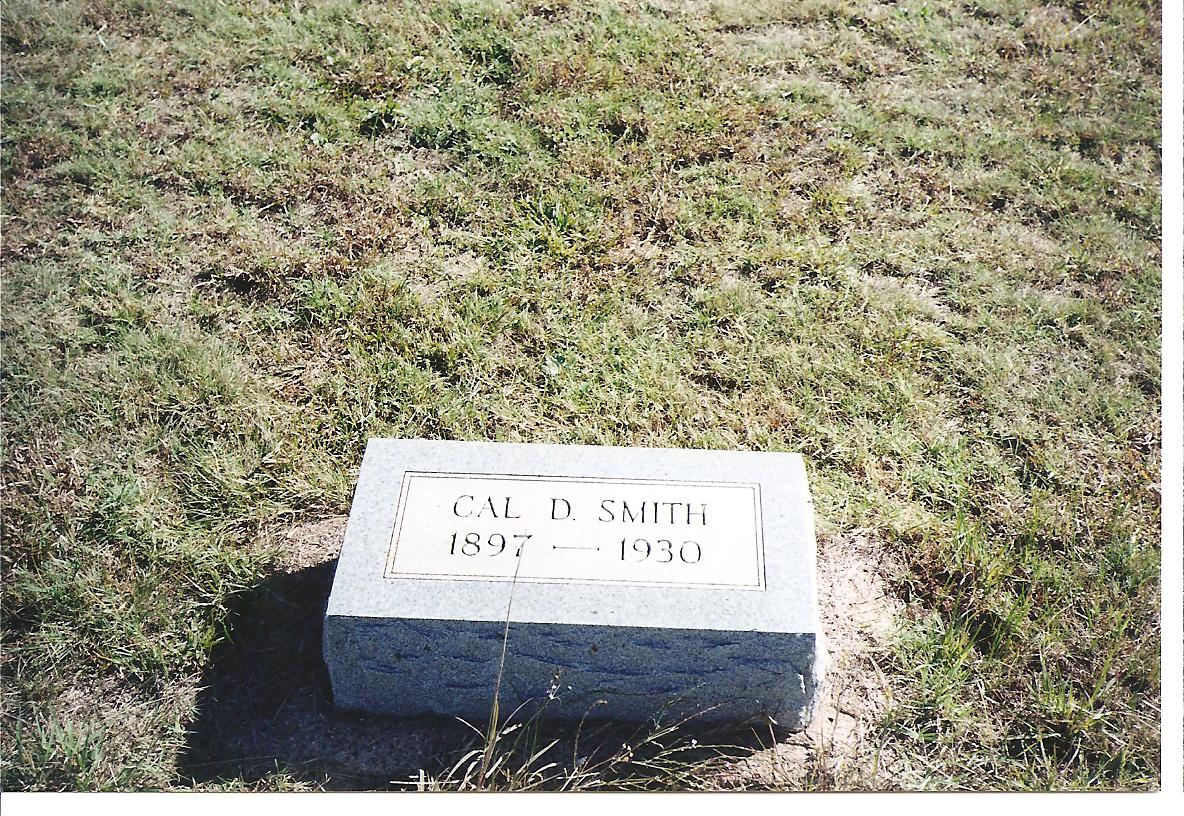 CAL D. SMITH
1897 — 1930